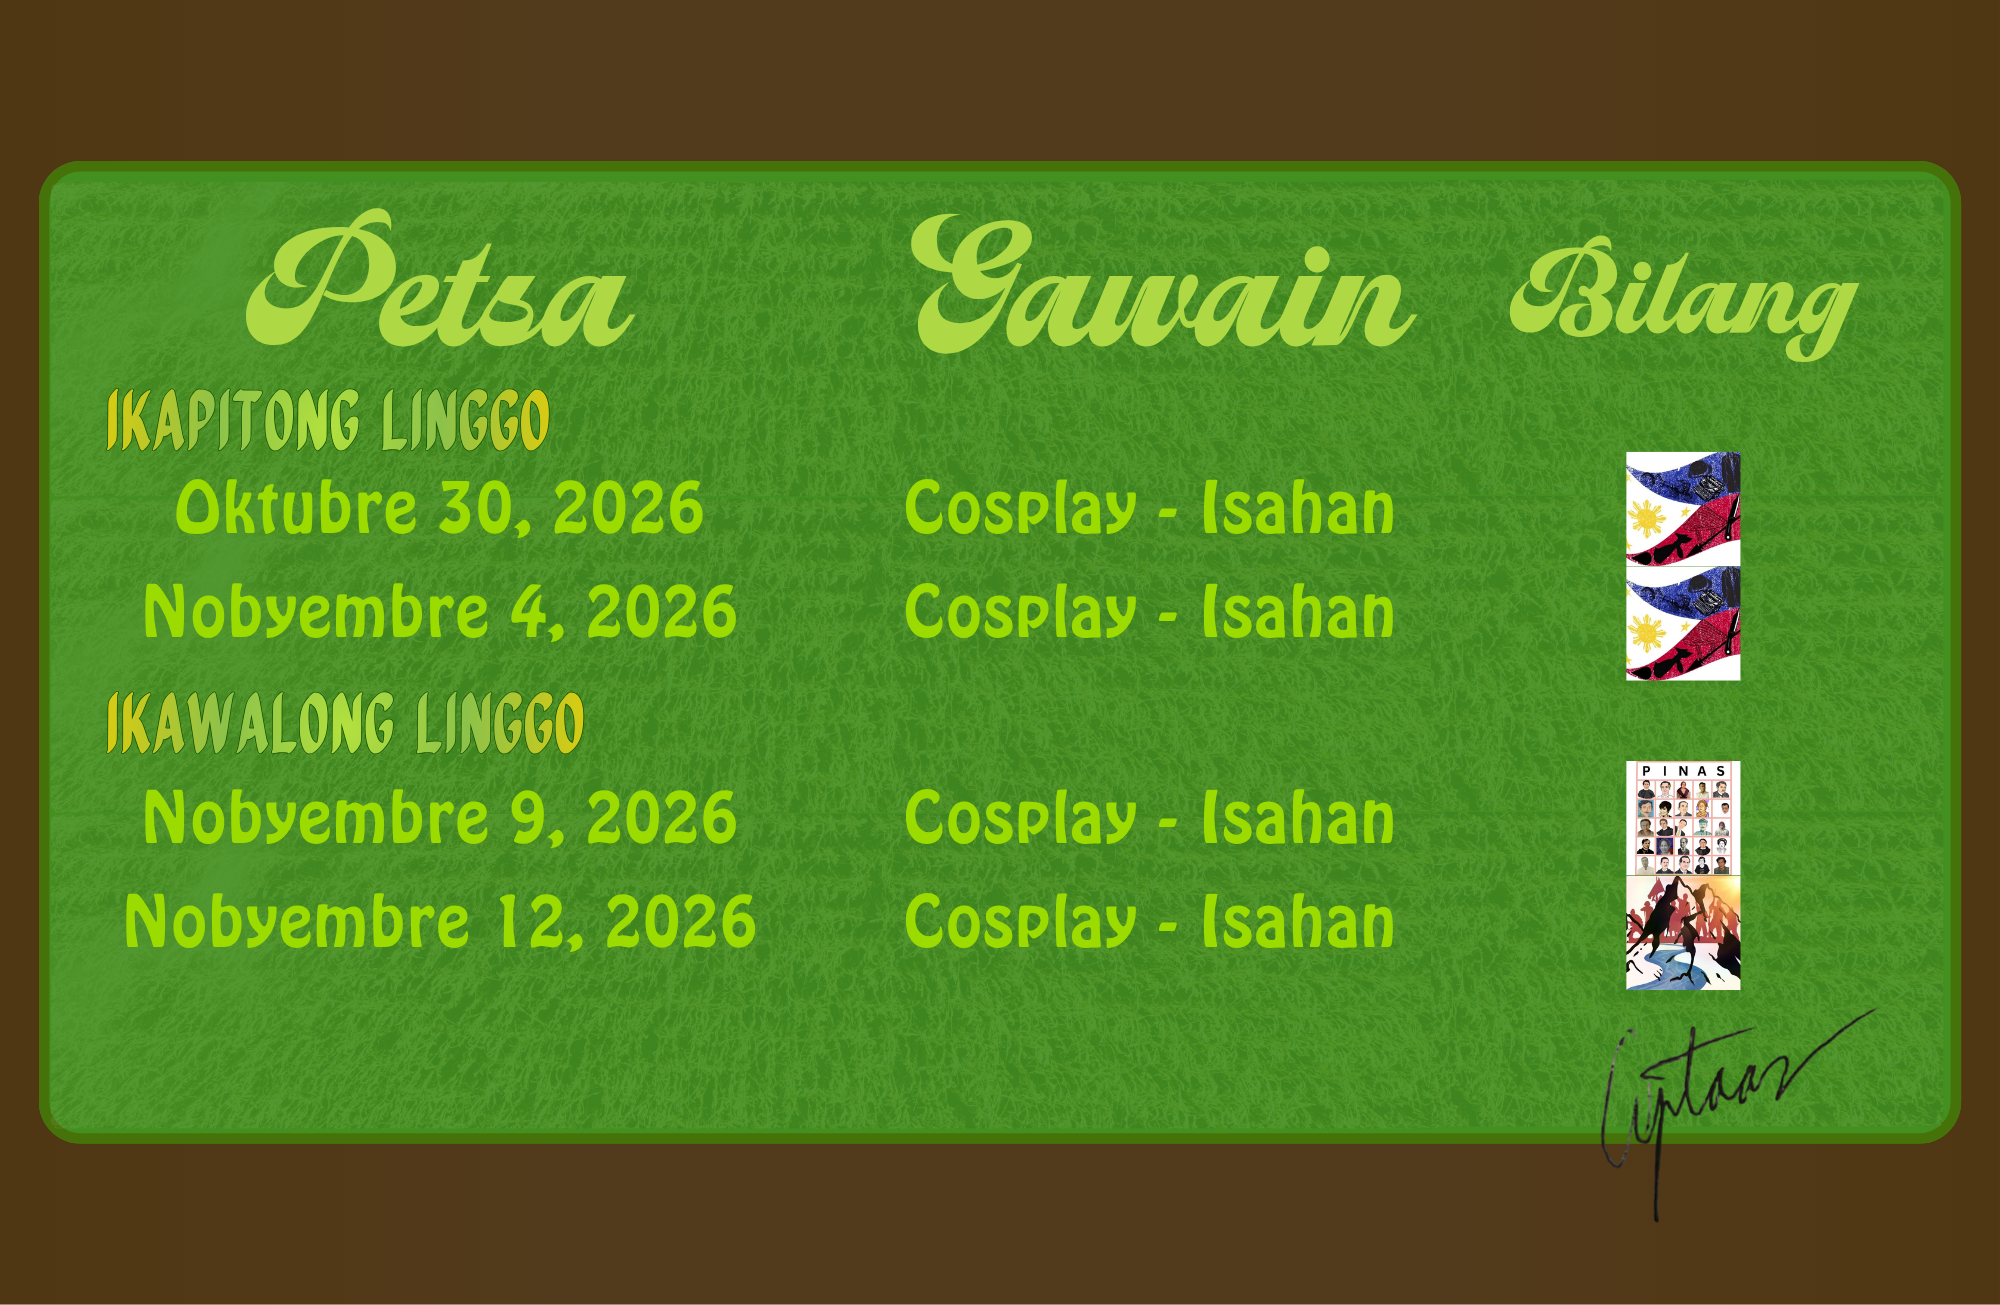 Petsa Gawain Bilang
IKAPITONG LINGGO
Oktubre 30, 2026 Cosplay - Isahan
Nobyembre 4, 2026 Cosplay - Isahan
IKAWALONG LINGGO
Nobyembre 9, 2026 Cosplay - Isahan
PINAS
Nobyembre 12, 2026 Cosplay - Isahan